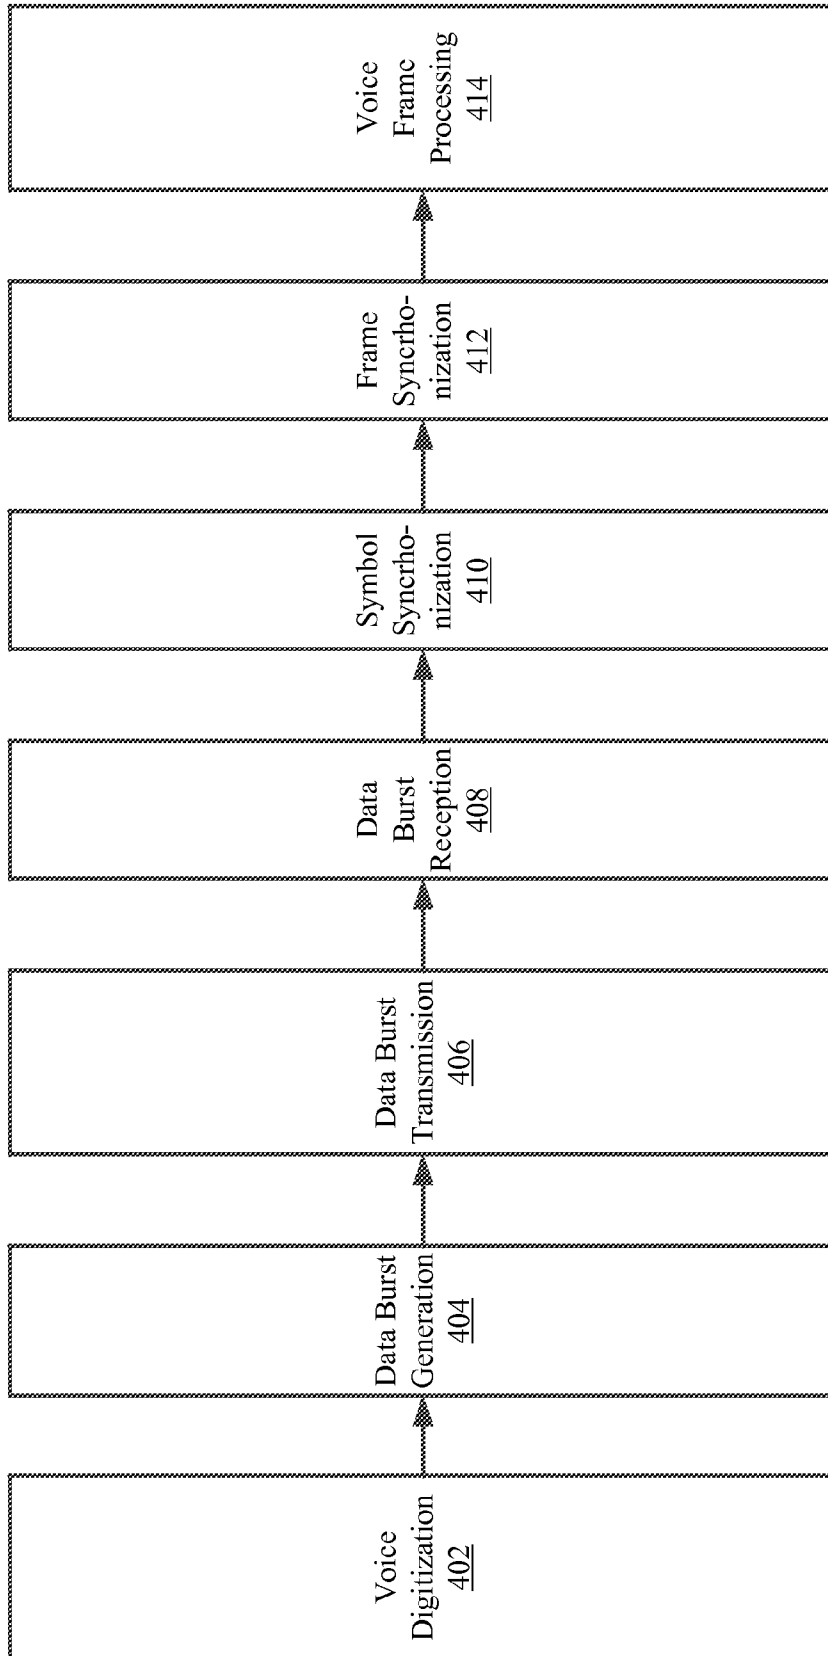 Voice
Digitization
402
Data Burst
Generation
404
Data Burst
Transmission
406
Data
Burst
Reception
408
Symbol
Syncrho-
nization
410
Frame
Syncrho-
nization
412
Voice
Frame
Processing
414